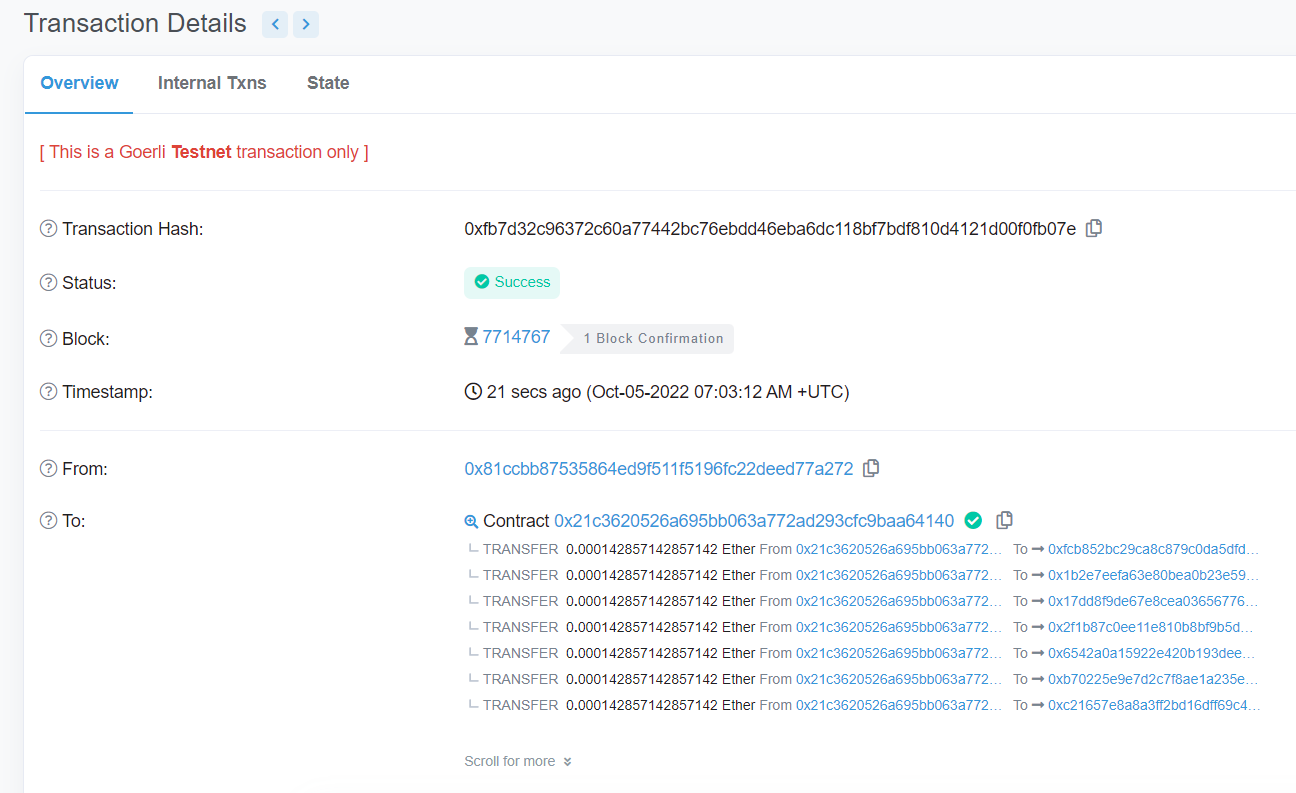 Transaction Details
Overview Internal Txns State
[ This is a Goerli Testnet transaction only ]
Transaction Hash: 0xfb7d32c96372c60a77442bc76ebdd46eba6dc118bf7bdf810d4121d00f0fb07e
Status: Success
Block: 7714767 1 Block Confirmation
Timestamp: 21 secs ago (Oct-05-2022 07:03:12 AM +UTC)
From: 0x81ccbb87535864ed9f511f5196fc22deed77a272
To: Contract 0x21c3620526a695bb063a772ad293cfc9baa64140
TRANSFER 0.000142857142857142 Ether From 0x21c3620526a695bb063a772... To 0xfcb852bc29ca8c879c0da5dfd...
TRANSFER 0.000142857142857142 Ether From 0x21c3620526a695bb063a772... To 0x1b2e7eefa63e80bea0b23e59...
TRANSFER 0.000142857142857142 Ether From 0x21c3620526a695bb063a772... To 0x17dd8f9de67e8cea03656776...
TRANSFER 0.000142857142857142 Ether From 0x21c3620526a695bb063a772... To 0x2f1b87c0ee11e810b8bf9b5d...
TRANSFER 0.000142857142857142 Ether From 0x21c3620526a695bb063a772... To 0x6542a0a15922e420b193dee...
TRANSFER 0.000142857142857142 Ether From 0x21c3620526a695bb063a772... To 0xb70225e9e7d2c7f8ae1a235e...
TRANSFER 0.000142857142857142 Ether From 0x21c3620526a695bb063a772... To 0xc21657e8a8a3ff2bd16dff69c4...
Scroll for more